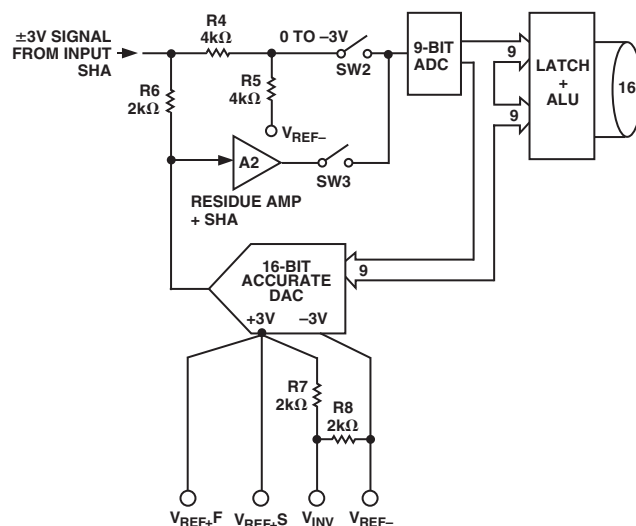 ±3V SIGNAL
FROM INPUT
SHA
R4
4kΩ
0 TO –3V
SW2
9-BIT
ADC
9
LATCH
+
ALU
16
R6
2kΩ
R5
4kΩ
VREF–
9
A2
SW3
RESIDUE AMP
+ SHA
16-BIT
ACCURATE
DAC
9
+3V
–3V
R7
2kΩ
R8
2kΩ
VREF+F
VREF+S
VINV
VREF–